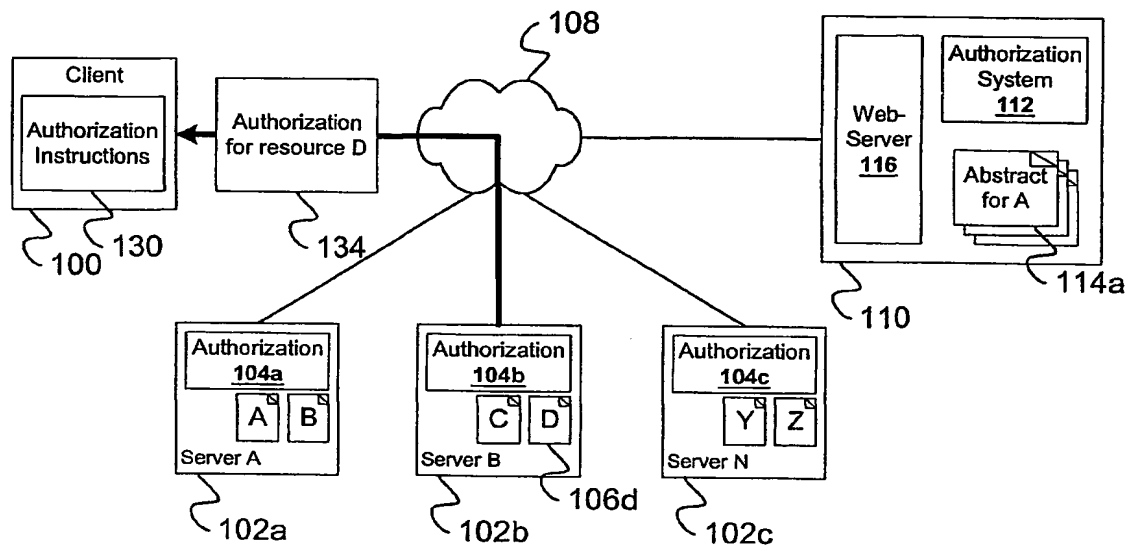 108
Client
Authorization
Instructions
130
100
Authorization
for resource D
134
Web-
Server
116
Authorization
System
112
Abstract
for A
114a
110
Authorization
104a
A B
Server A
102a
Authorization
104b
C D
Server B
106d
102b
Authorization
104c
Y Z
Server N
102c